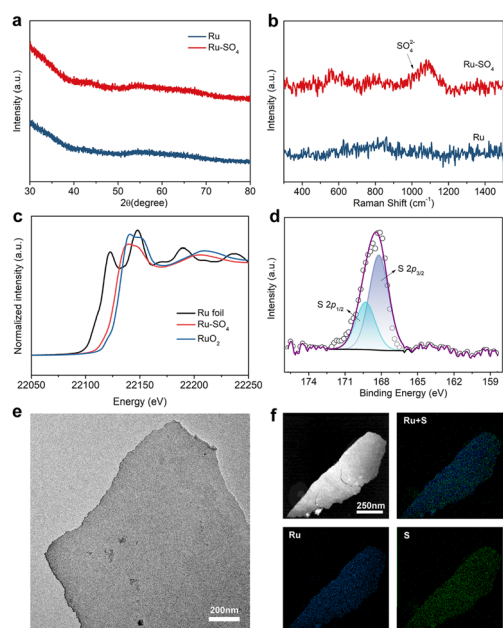 a
Ru
Ru-SO4
Intensity (a.u.)
30 40 50 60 70 80
2θ(degree)
b
SO4 2-
Ru-SO4
Ru
Intensity (a.u.)
400 600 800 1000 1200 1400
Raman Shift (cm-1)
c
Normalized intensity (a.u.)
Ru foil
Ru-SO4
RuO2
22050 22100 22150 22200 22250
Energy (eV)
d
S 2p3/2
S 2p1/2
Intensity (a.u.)
174 171 168 165 162 159
Binding Energy (eV)
e
200nm
f
Ru+S
250nm
Ru
S